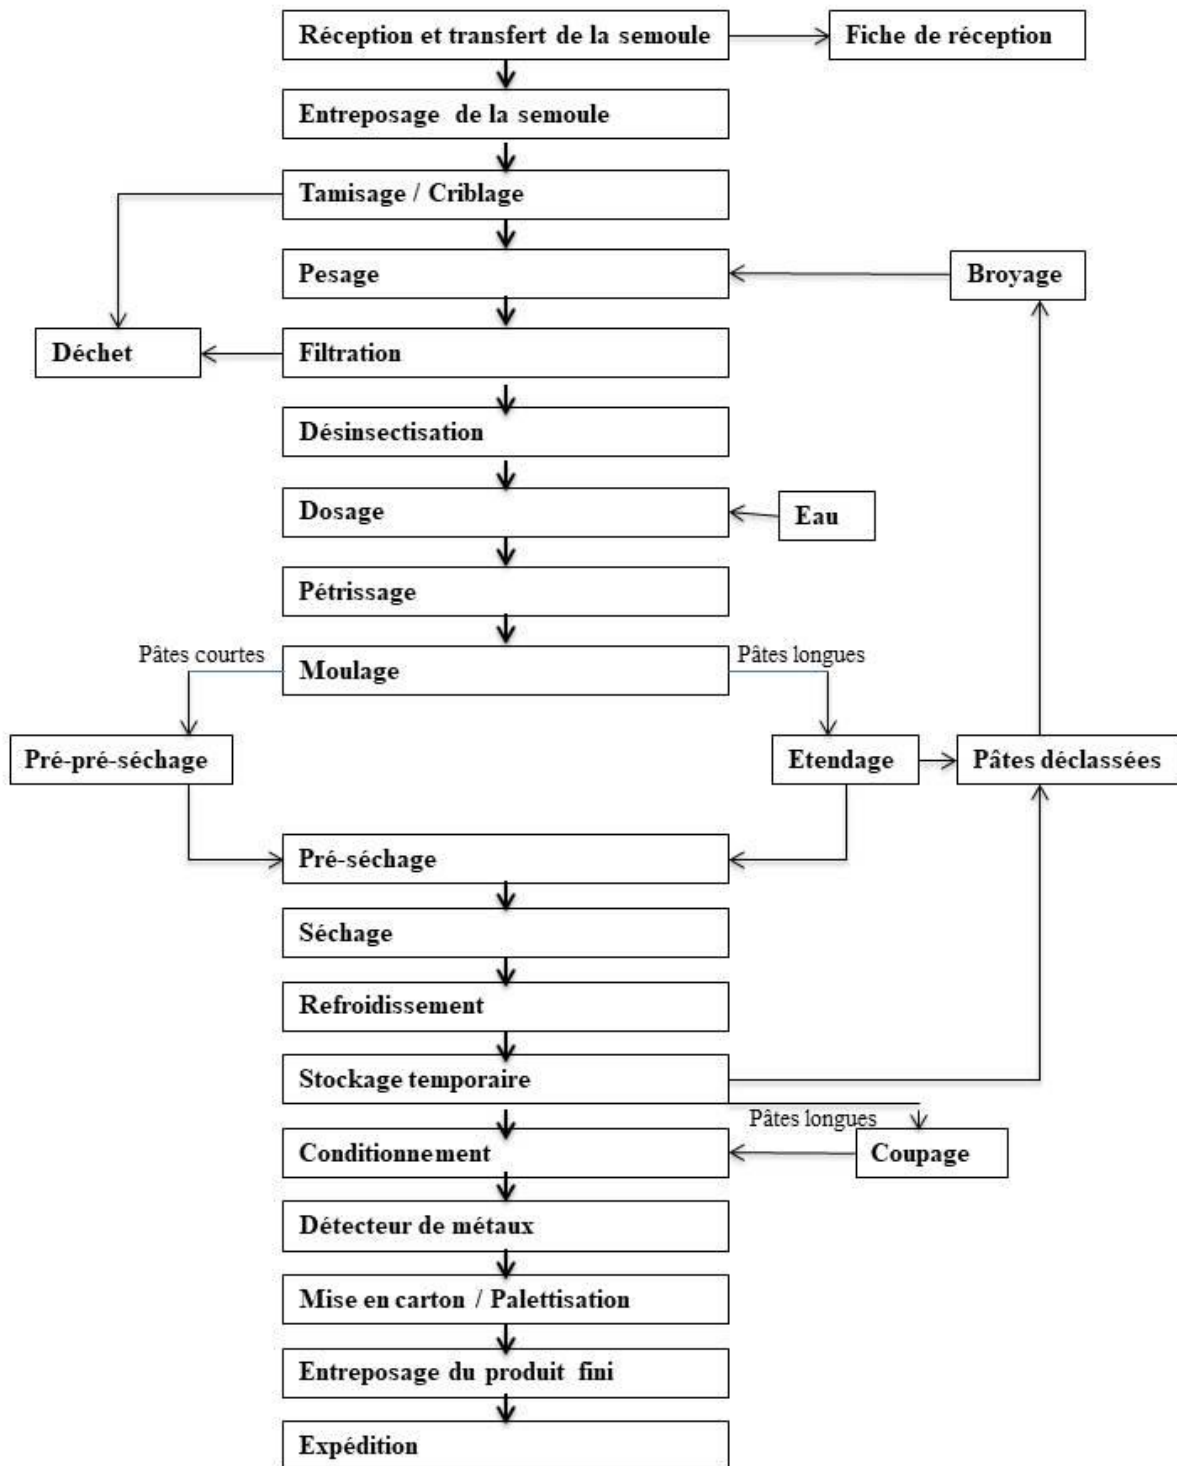 Réception et transfert de la semoule
Fiche de réception
Entreposage de la semoule
Tamisage / Criblage
Pesage
Broyage
Déchet
Filtration
Désinsectisation
Dosage
Eau
Pétrissage
Pâtes courtes
Moulage
Pâtes longues
Pré-pré-séchage
Etendage
Pâtes déclassées
Pré-séchage
Séchage
Refroidissement
Stockage temporaire
Pâtes longues
Conditionnement
Coupage
Détecteur de métaux
Mise en carton / Palettisation
Entreposage du produit fini
Expédition